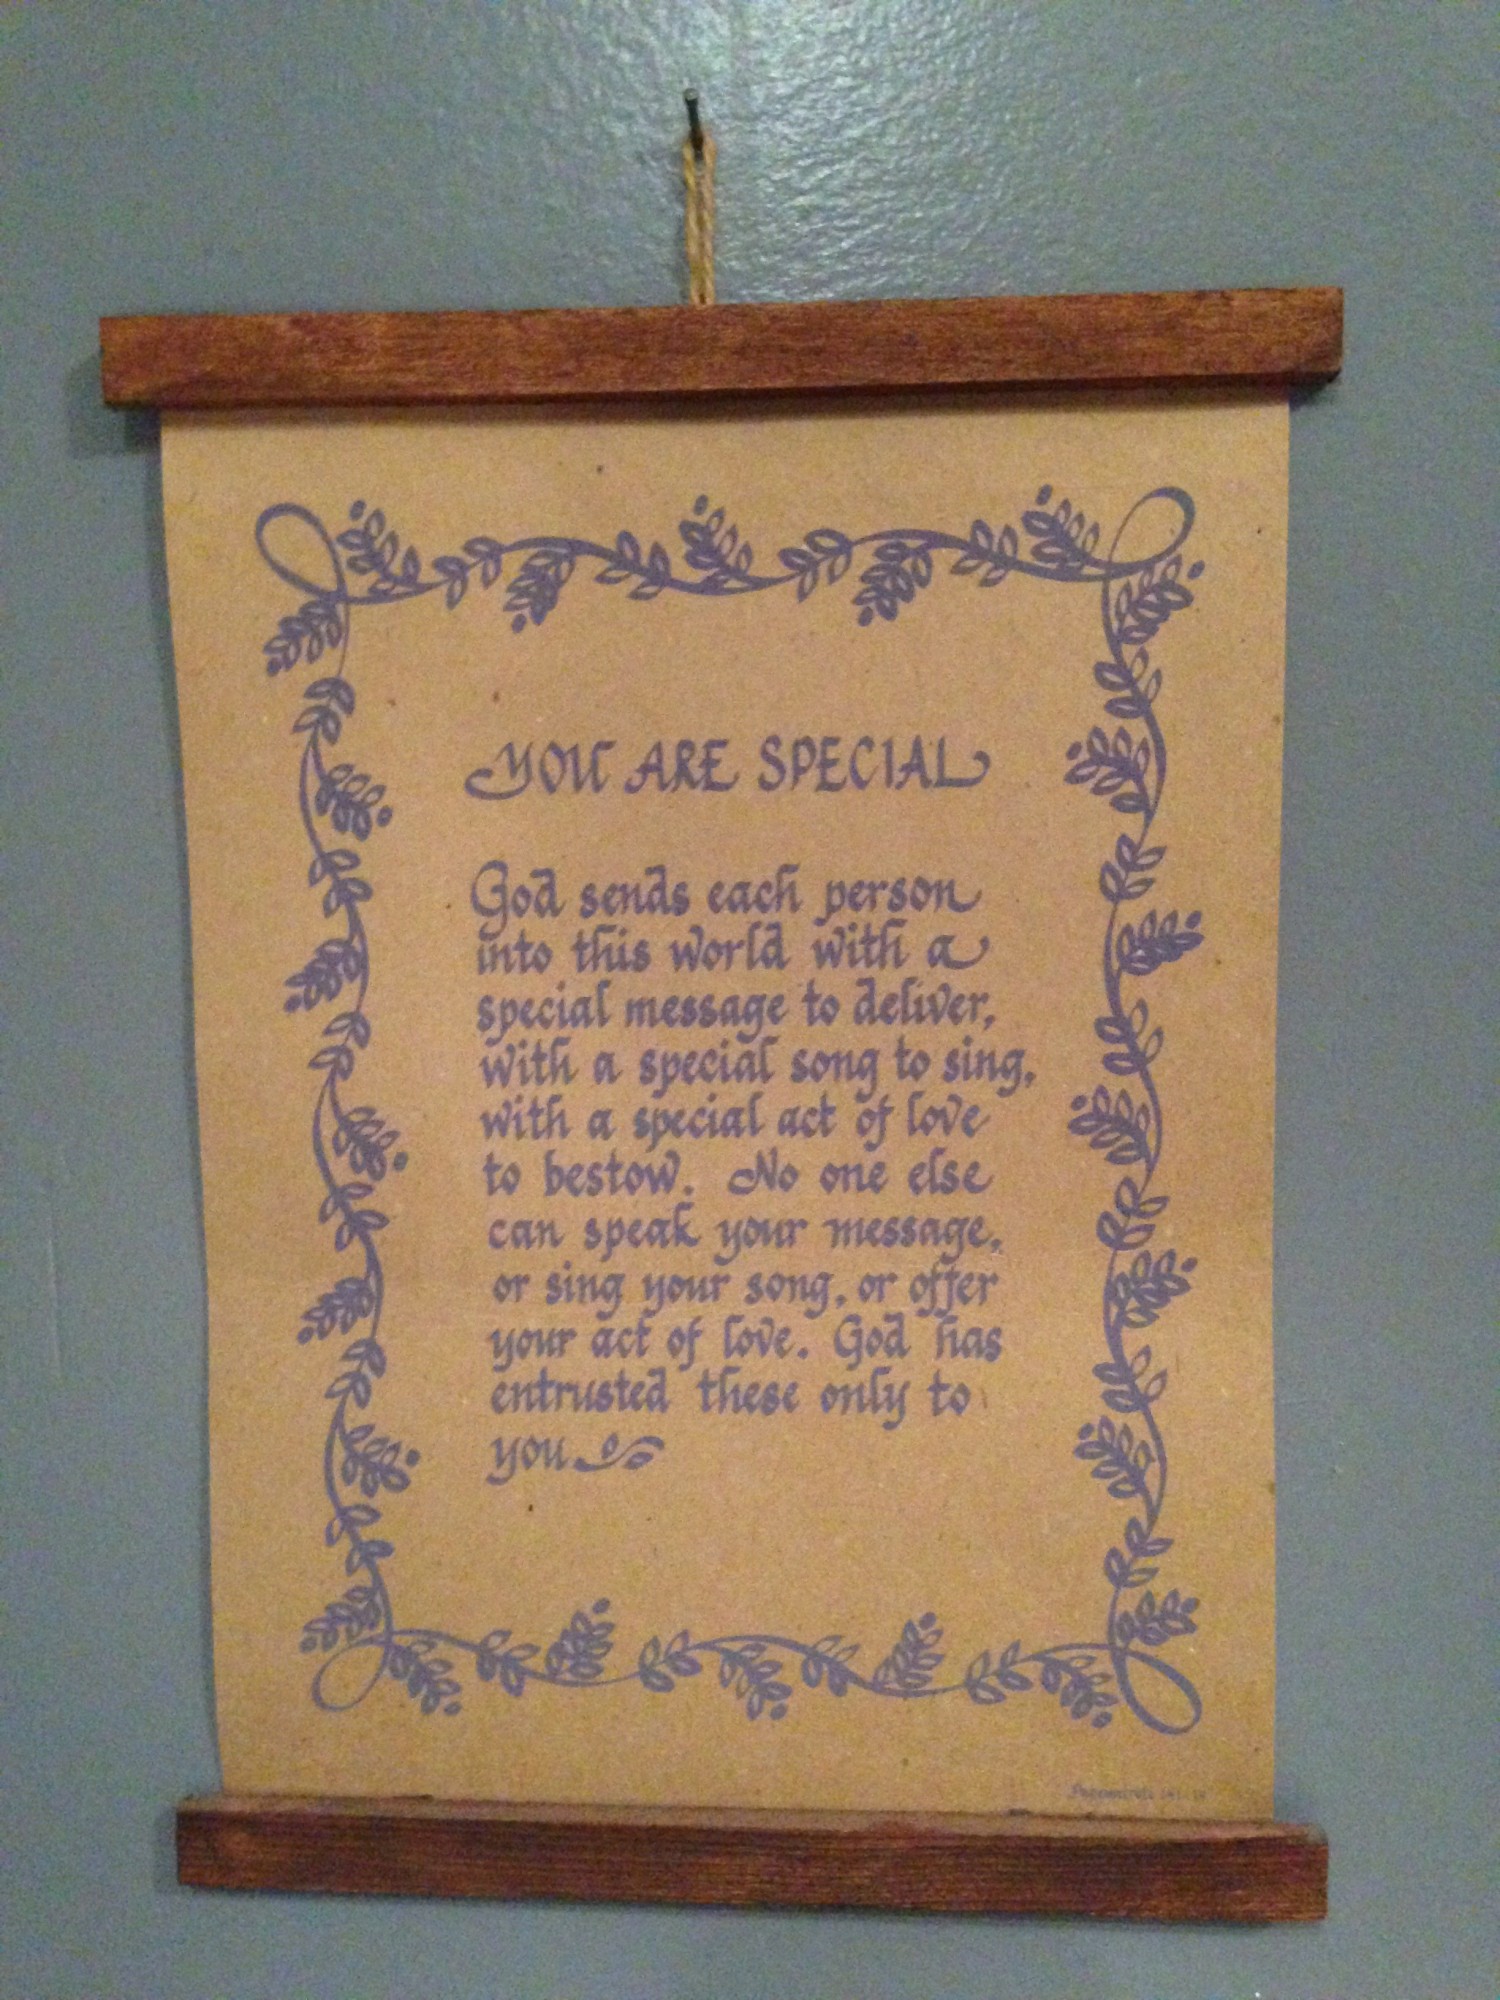 YOU ARE SPECIAL
God sends each person
into this world with a
special message to deliver,
with a special song to sing,
with a special act of love
to bestow. No one else
can speak your message,
or sing your song, or offer
your act of love. God has
entrusted these only to
you.